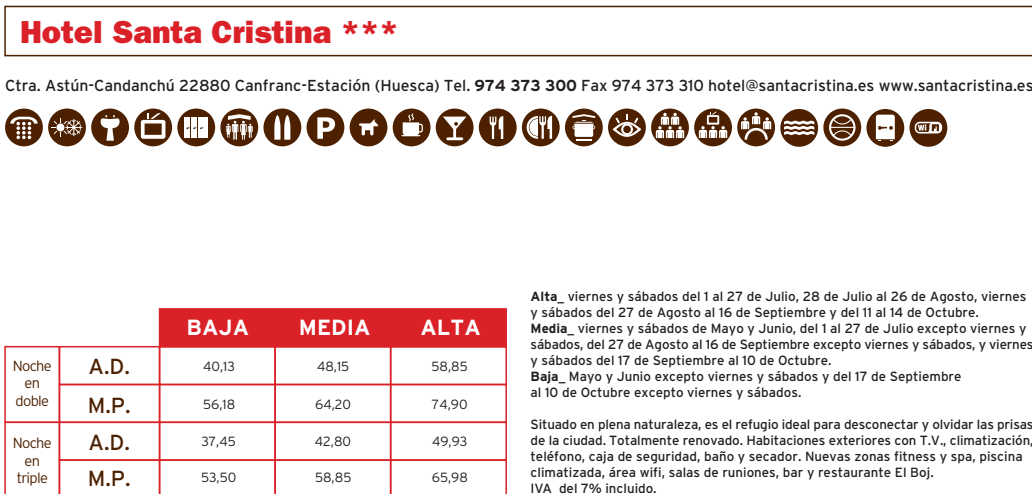 Hotel Santa Cristina ***
Ctra. Astún-Candanchú 22880 Canfranc-Estación (Huesca) Tel. 974 373 300 Fax 974 373 310 hotel@santacristina.es www.santacristina.es
P
Wi Fi
BAJA MEDIA ALTA
Noche en doble
A.D. 40,13 48,15 58,85
M.P. 56,18 64,20 74,90
Noche en triple
A.D. 37,45 42,80 49,93
M.P. 53,50 58,85 65,98
Alta_ viernes y sábados del 1 al 27 de Julio, 28 de Julio al 26 de Agosto, viernes
y sábados del 27 de Agosto al 16 de Septiembre y del 11 al 14 de Octubre.
Media_ viernes y sábados de Mayo y Junio, del 1 al 27 de Julio excepto viernes y
sábados, del 27 de Agosto al 16 de Septiembre excepto viernes y sábados, y viernes
y sábados del 17 de Septiembre al 10 de Octubre.
Baja_ Mayo y Junio excepto viernes y sábados y del 17 de Septiembre
al 10 de Octubre excepto viernes y sábados.
Situado en plena naturaleza, es el refugio ideal para desconectar y olvidar las prisas
de la ciudad. Totalmente renovado. Habitaciones exteriores con T.V., climatización,
teléfono, caja de seguridad, baño y secador. Nuevas zonas fitness y spa, piscina
climatizada, área wifi, salas de runiones, bar y restaurante El Boj.
IVA del 7% incluido.